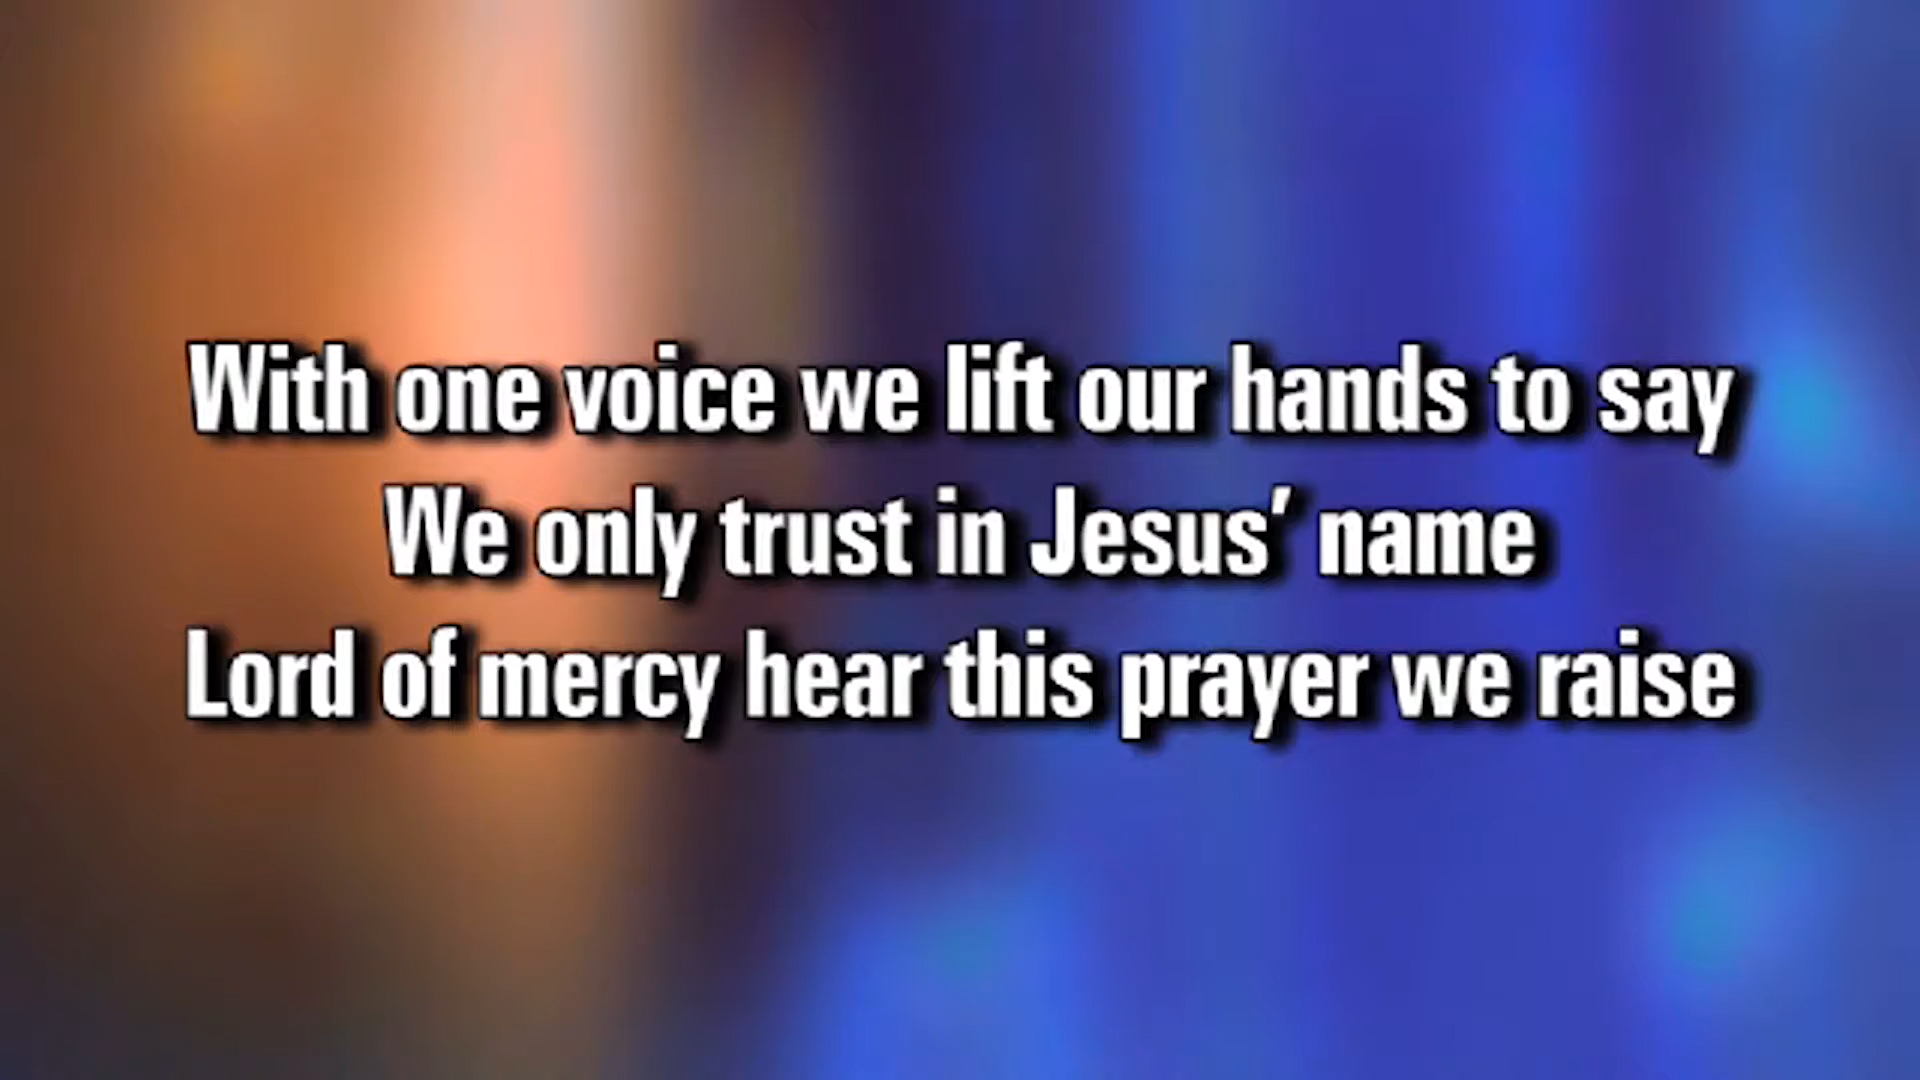 With one voice we lift our hands to say
We only trust in Jesus’ name
Lord of mercy hear this prayer we raise